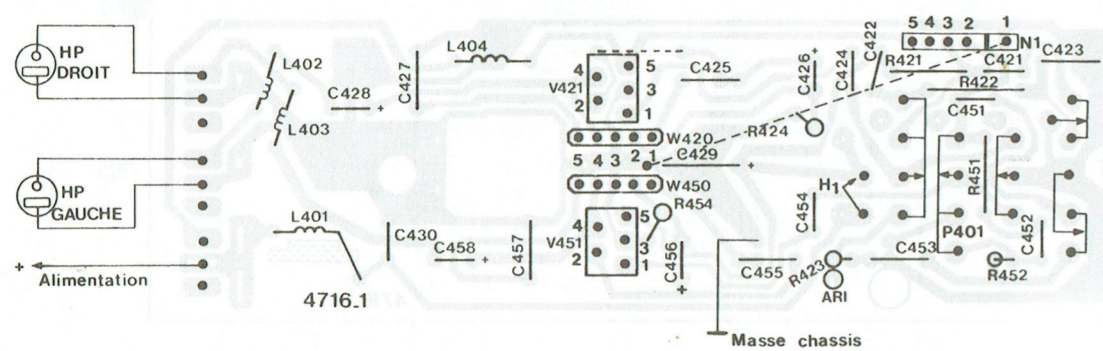 HP
DROIT
L402
L403
L404
C428
+
C427
V421
4
2
5
3
1
C425
+
C426
C424
C422
5 4 3 2 1
N1
R421
C421
C423
R422
C451
W420
5 4 3 2 1
R424
C429
+
W450
R454
HP
GAUCHE
+
Alimentation
L401
4716_1
C430
C458
+
C457
V451
4
2
5
3
1
C456
+
C455
C454
H1
R423
ARI
C453
P401
R451
R452
C452
Masse chassis